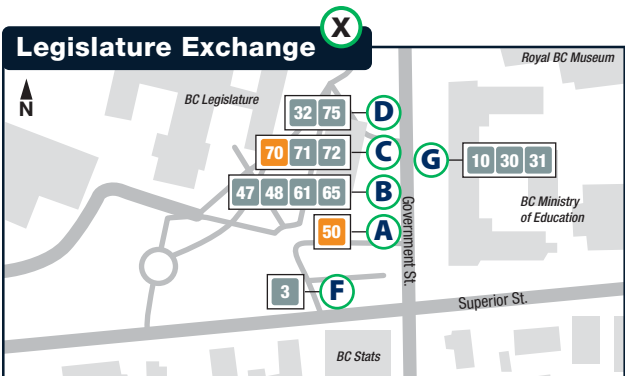 X
Legislature Exchange
Royal BC Museum
N
BC Legislature
32 75 D
70 71 72 C
G 10 30 31
47 48 61 65 B
BC Ministry
of Education
50 A
Government St.
3 F
Superior St.
BC Stats